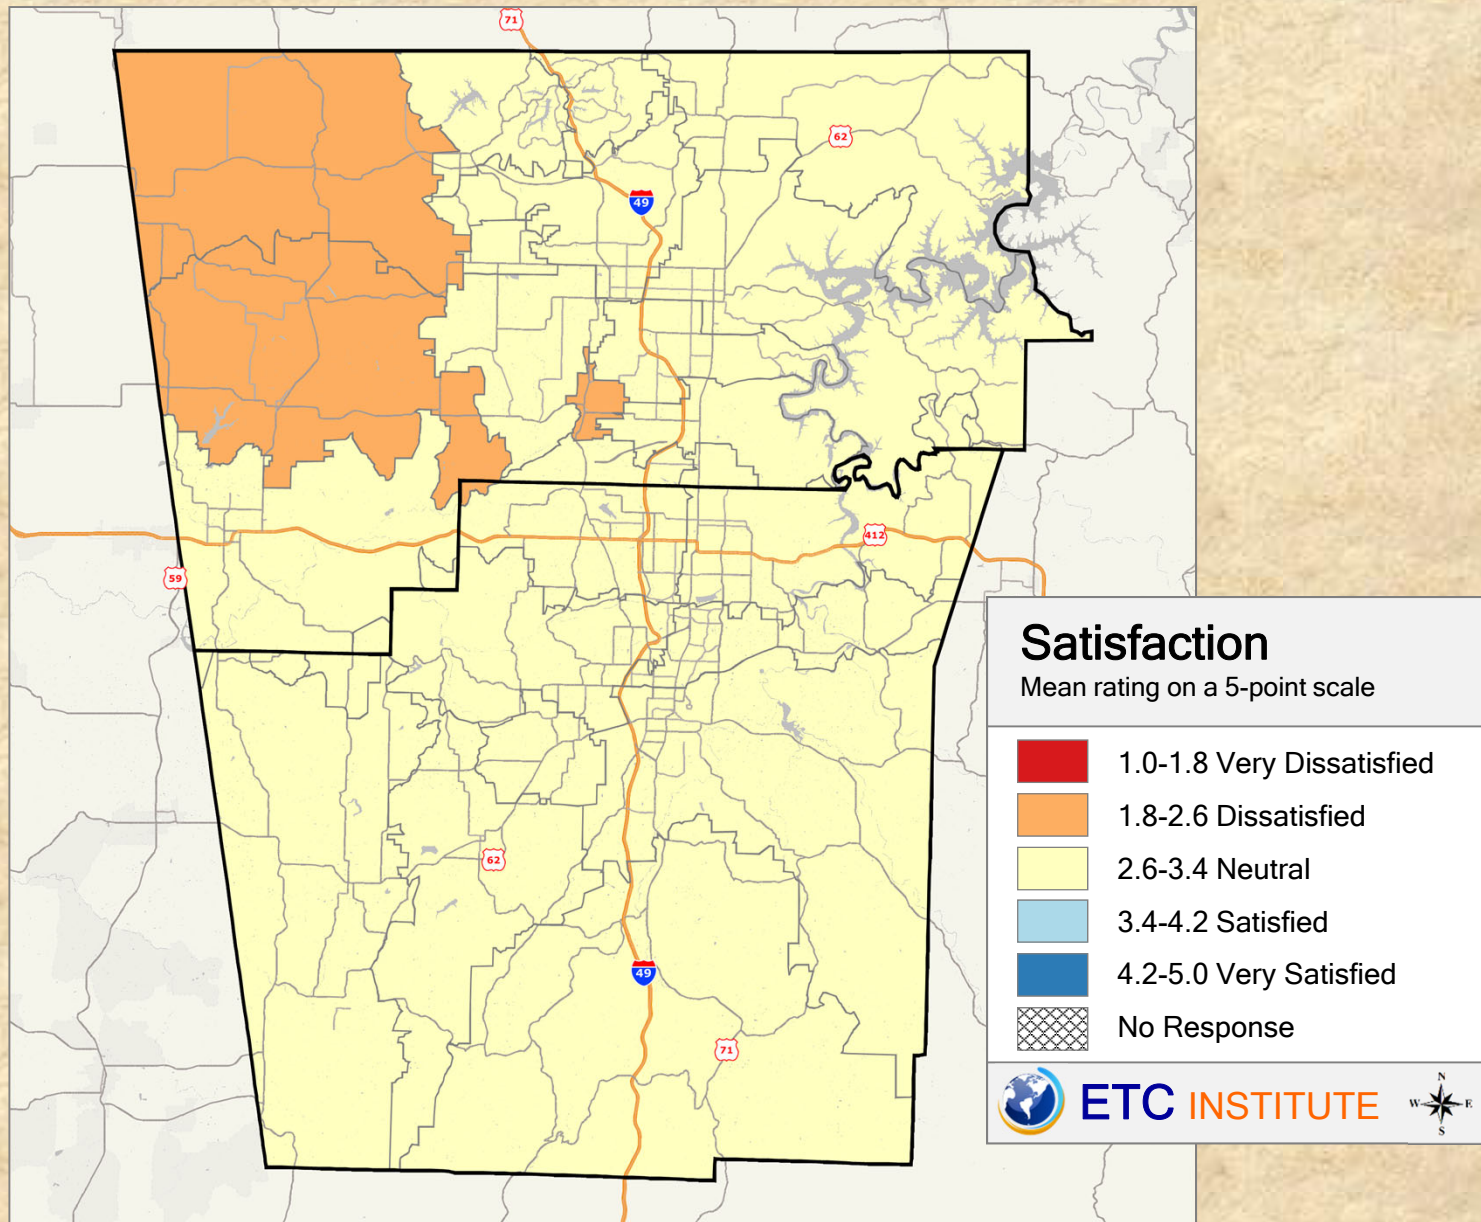 71
62
49
412
59
Satisfaction
Mean rating on a 5-point scale
1.0-1.8 Very Dissatisfied
1.8-2.6 Dissatisfied
2.6-3.4 Neutral
3.4-4.2 Satisfied
4.2-5.0 Very Satisfied
No Response
62
49
71
ETC INSTITUTE
N
W E
S